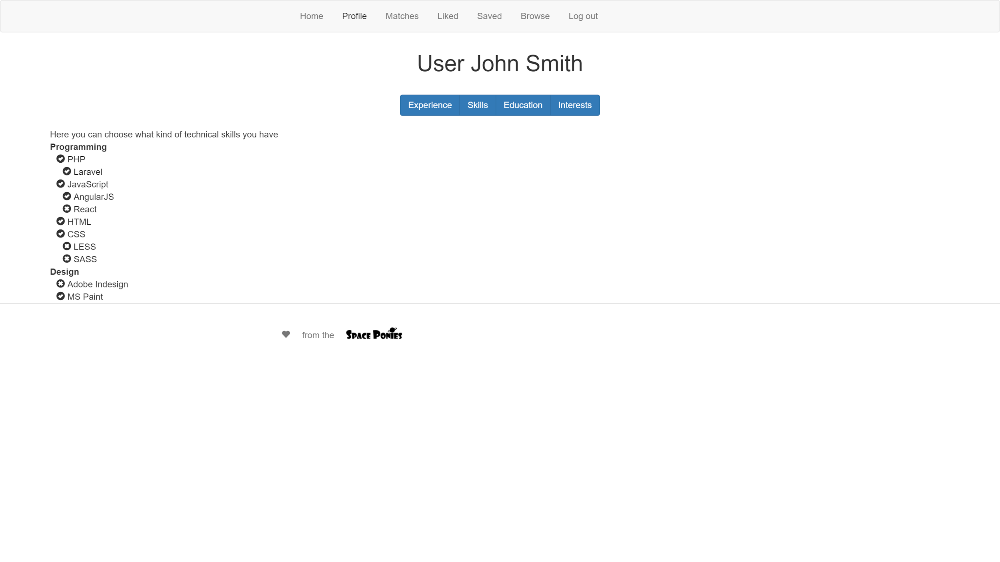 Home Profile Matches Liked Saved Browse Log out
User John Smith
Experience Skills Education Interests
Here you can choose what kind of technical skills you have
Programming
PHP
Laravel
JavaScript
AngularJS
React
HTML
CSS
LESS
SASS
Design
Adobe Indesign
MS Paint
from the SPACE PONIES